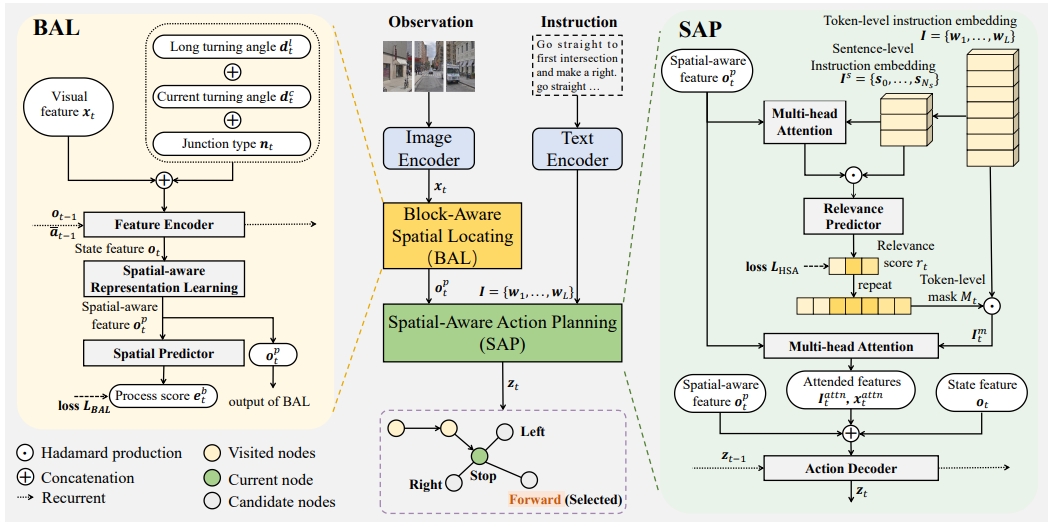 BAL
Long turning angle d_t^l
Current turning angle d_t^c
Junction type n_t
Visual
feature x_t
o_{t-1}
a_{t-1}
Feature Encoder
State feature o_t
Spatial-aware
Representation Learning
Spatial-aware
feature o_t^p
Spatial Predictor
o_t^p
loss L_{BAL}
Process score e_t^b
output of BAL
Hadamard production
Concatenation
Recurrent
Visited nodes
Current node
Candidate nodes
Observation
Instruction
Go straight to
first intersection
and make a right.
go straight ...
Image
Encoder
Text
Encoder
x_t
Block-Aware
Spatial Locating
(BAL)
o_t^p
I = {w_1, ..., w_L}
Spatial-Aware Action Planning
(SAP)
z_t
Left
Right
Stop
Forward (Selected)
SAP
Token-level instruction embedding
I = {w_1, ..., w_L}
Sentence-level
Instruction embedding
I^s = {s_0, ..., s_{N_s}}
Spatial-aware
feature o_t^p
Multi-head
Attention
Relevance
Predictor
loss L_{HSA}
Relevance
score r_t
repeat
Token-level
mask M_t
I_t^m
Multi-head Attention
Spatial-aware
feature o_t^p
Attended features
I_t^{attn}, x_t^{attn}
State feature
o_t
z_{t-1}
Action Decoder
z_t